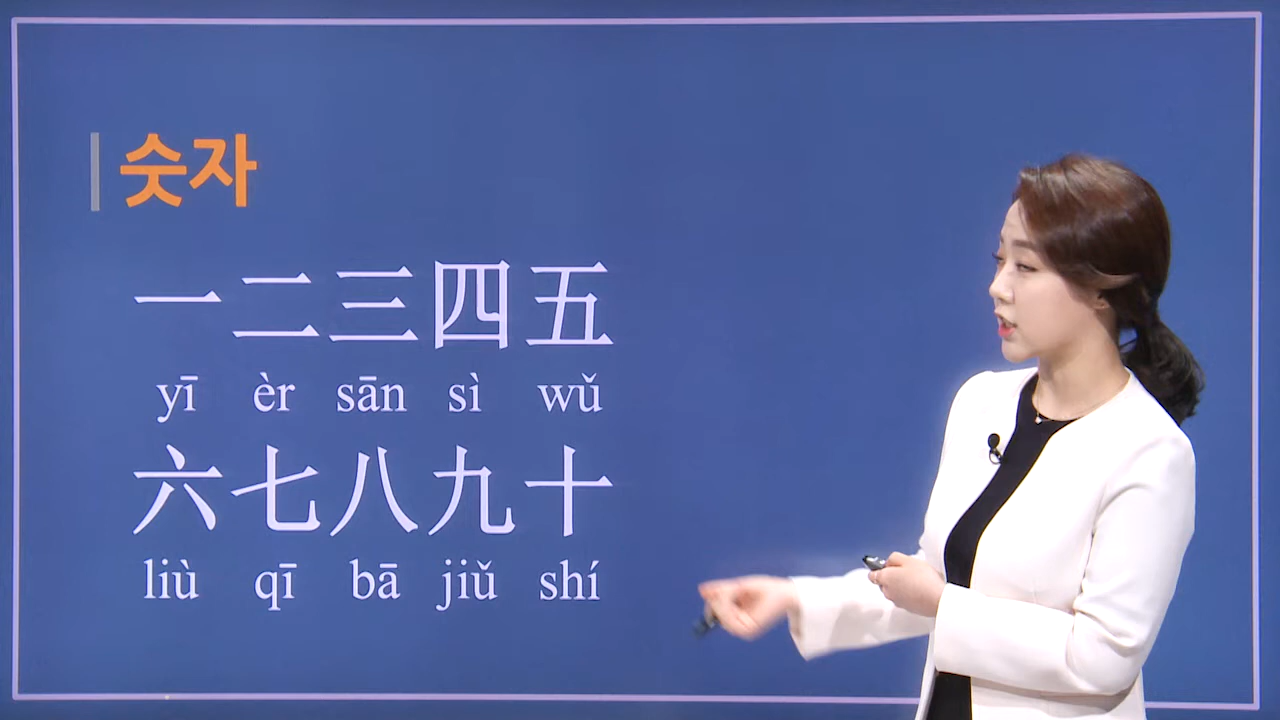 숫자
一二三四五
yī èr sān sì wǔ
六七八九十
liù qī bā jiǔ shí